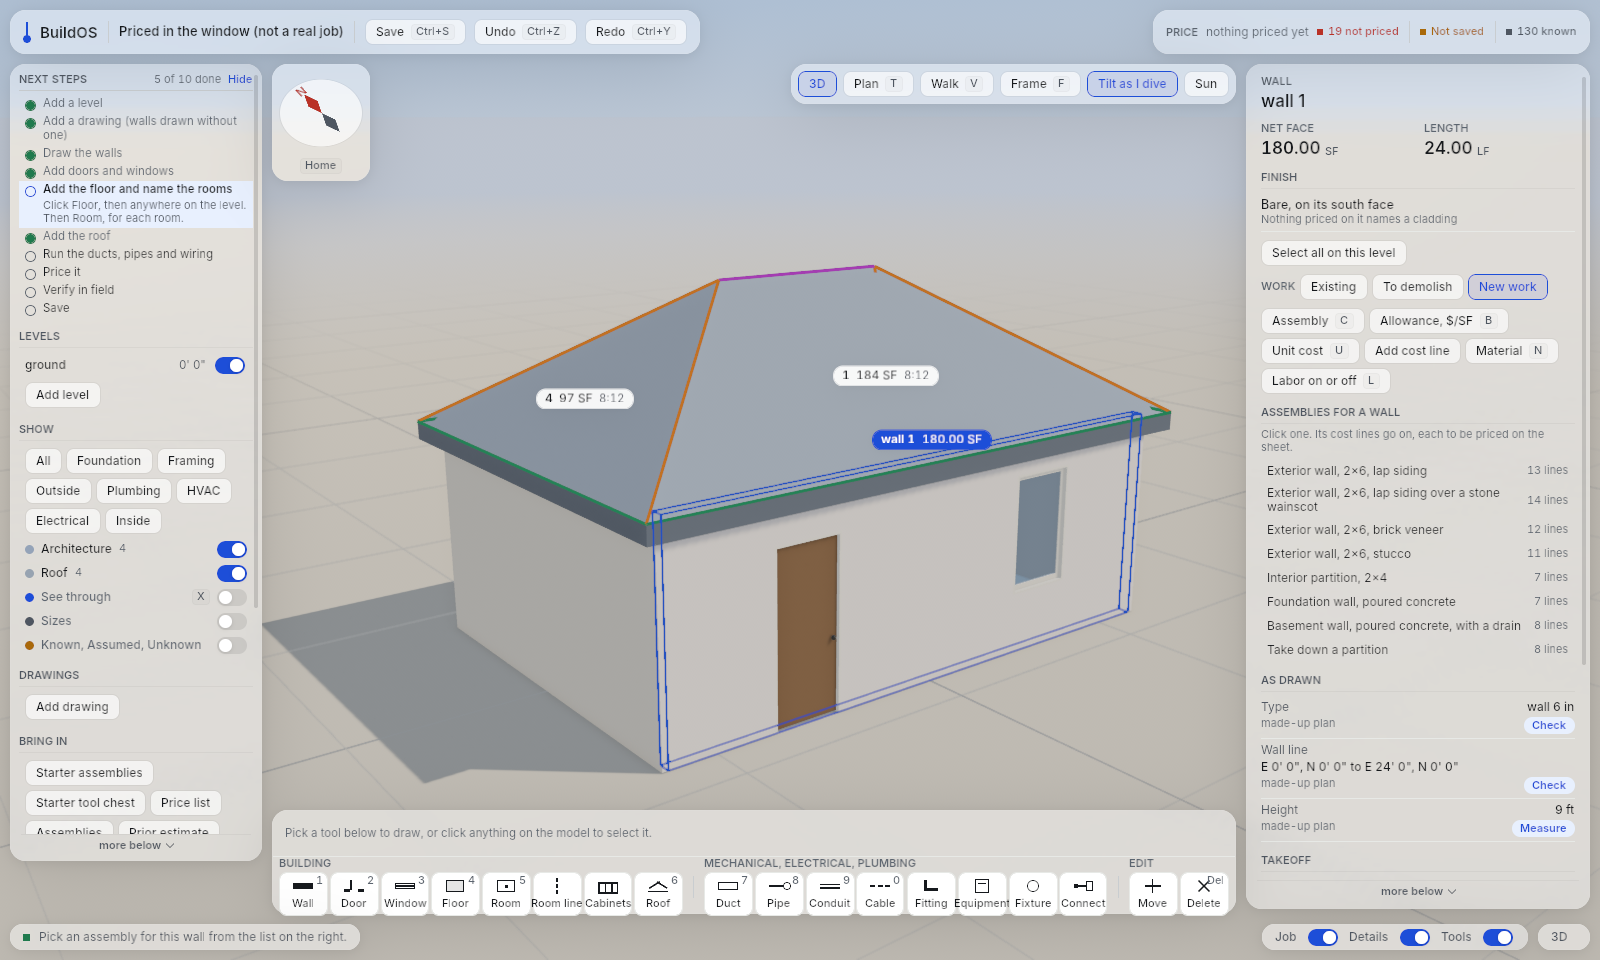 BuildOS
Priced in the window (not a real job)
Save Ctrl+S
Undo Ctrl+Z
Redo Ctrl+Y
PRICE nothing priced yet
19 not priced
Not saved
130 known
NEXT STEPS 5 of 10 done Hide
Add a level
Add a drawing (walls drawn without
one)
Draw the walls
Add doors and windows
Add the floor and name the rooms
Click Floor, then anywhere on the level.
Then Room, for each room.
Add the roof
Run the ducts, pipes and wiring
Price it
Verify in field
Save
LEVELS
ground 0' 0"
Add level
SHOW
All Foundation Framing
Outside Plumbing HVAC
Electrical Inside
Architecture 4
Roof 4
See through X
Sizes
Known, Assumed, Unknown
DRAWINGS
Add drawing
BRING IN
Starter assemblies
Starter tool chest Price list
Assemblies Prior estimate
more below
N
Home
3D Plan T Walk V Frame F Tilt as I dive Sun
4 97 SF 8:12
1 184 SF 8:12
wall 1 180.00 SF
WALL
wall 1
NET FACE LENGTH
180.00 SF 24.00 LF
FINISH
Bare, on its south face
Nothing priced on it names a cladding
Select all on this level
WORK Existing To demolish New work
Assembly C Allowance, $/SF B
Unit cost U Add cost line Material N
Labor on or off L
ASSEMBLIES FOR A WALL
Click one. Its cost lines go on, each to be priced on the
sheet.
Exterior wall, 2×6, lap siding 13 lines
Exterior wall, 2×6, lap siding over a stone
wainscot 14 lines
Exterior wall, 2×6, brick veneer 12 lines
Exterior wall, 2×6, stucco 11 lines
Interior partition, 2×4 7 lines
Foundation wall, poured concrete 7 lines
Basement wall, poured concrete, with a drain 8 lines
Take down a partition 8 lines
AS DRAWN
Type wall 6 in
made-up plan Check
Wall line
E 0' 0", N 0' 0" to E 24' 0", N 0' 0"
made-up plan Check
Height 9 ft
made-up plan Measure
TAKEOFF
more below
Pick a tool below to draw, or click anything on the model to select it.
BUILDING
Wall 1
Door 2
Window 3
Floor 4
Room 5
Room line
Cabinets
Roof 6
MECHANICAL, ELECTRICAL, PLUMBING
Duct 7
Pipe 8
Conduit 9
Cable 0
Fitting
Equipment
Fixture
Connect
EDIT
Move
Delete Del
Pick an assembly for this wall from the list on the right.
Job Details Tools 3D